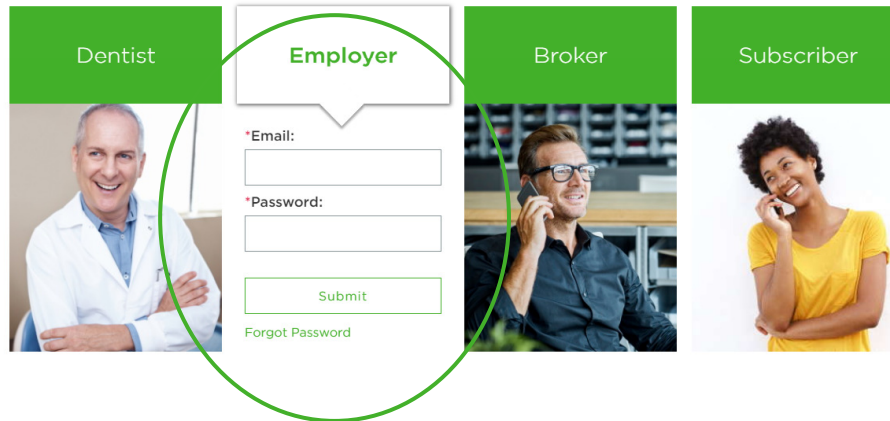 Dentist
Employer
Broker
Subscriber
*Email:
*Password:
Submit
Forgot Password